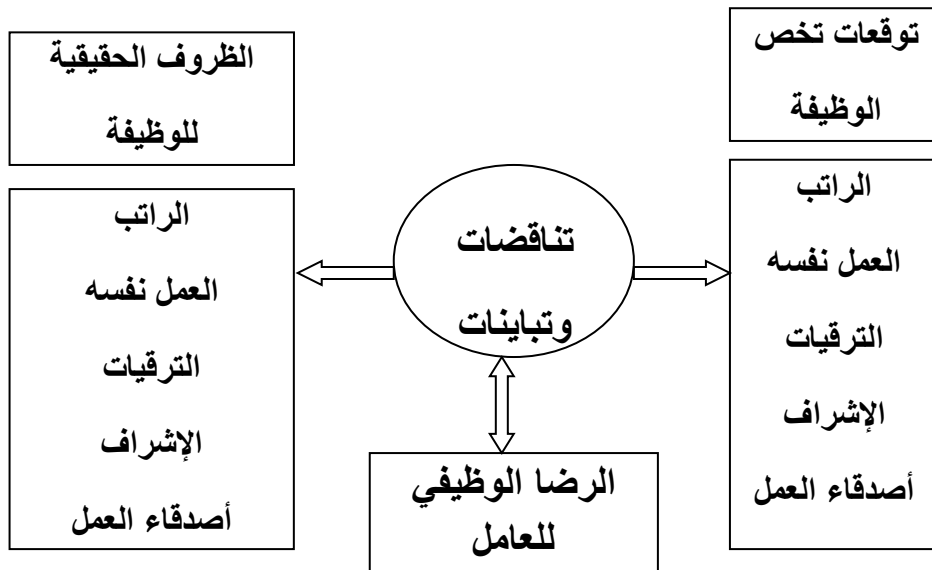 توقعات تخص
الوظيفة
الراتب
العمل نفسه
الترقيات
الإشراف
أصدقاء العمل
تناقضات
وتباينات
الرضا الوظيفي
للعامل
الظروف الحقيقية
للوظيفة
الراتب
العمل نفسه
الترقيات
الإشراف
أصدقاء العمل